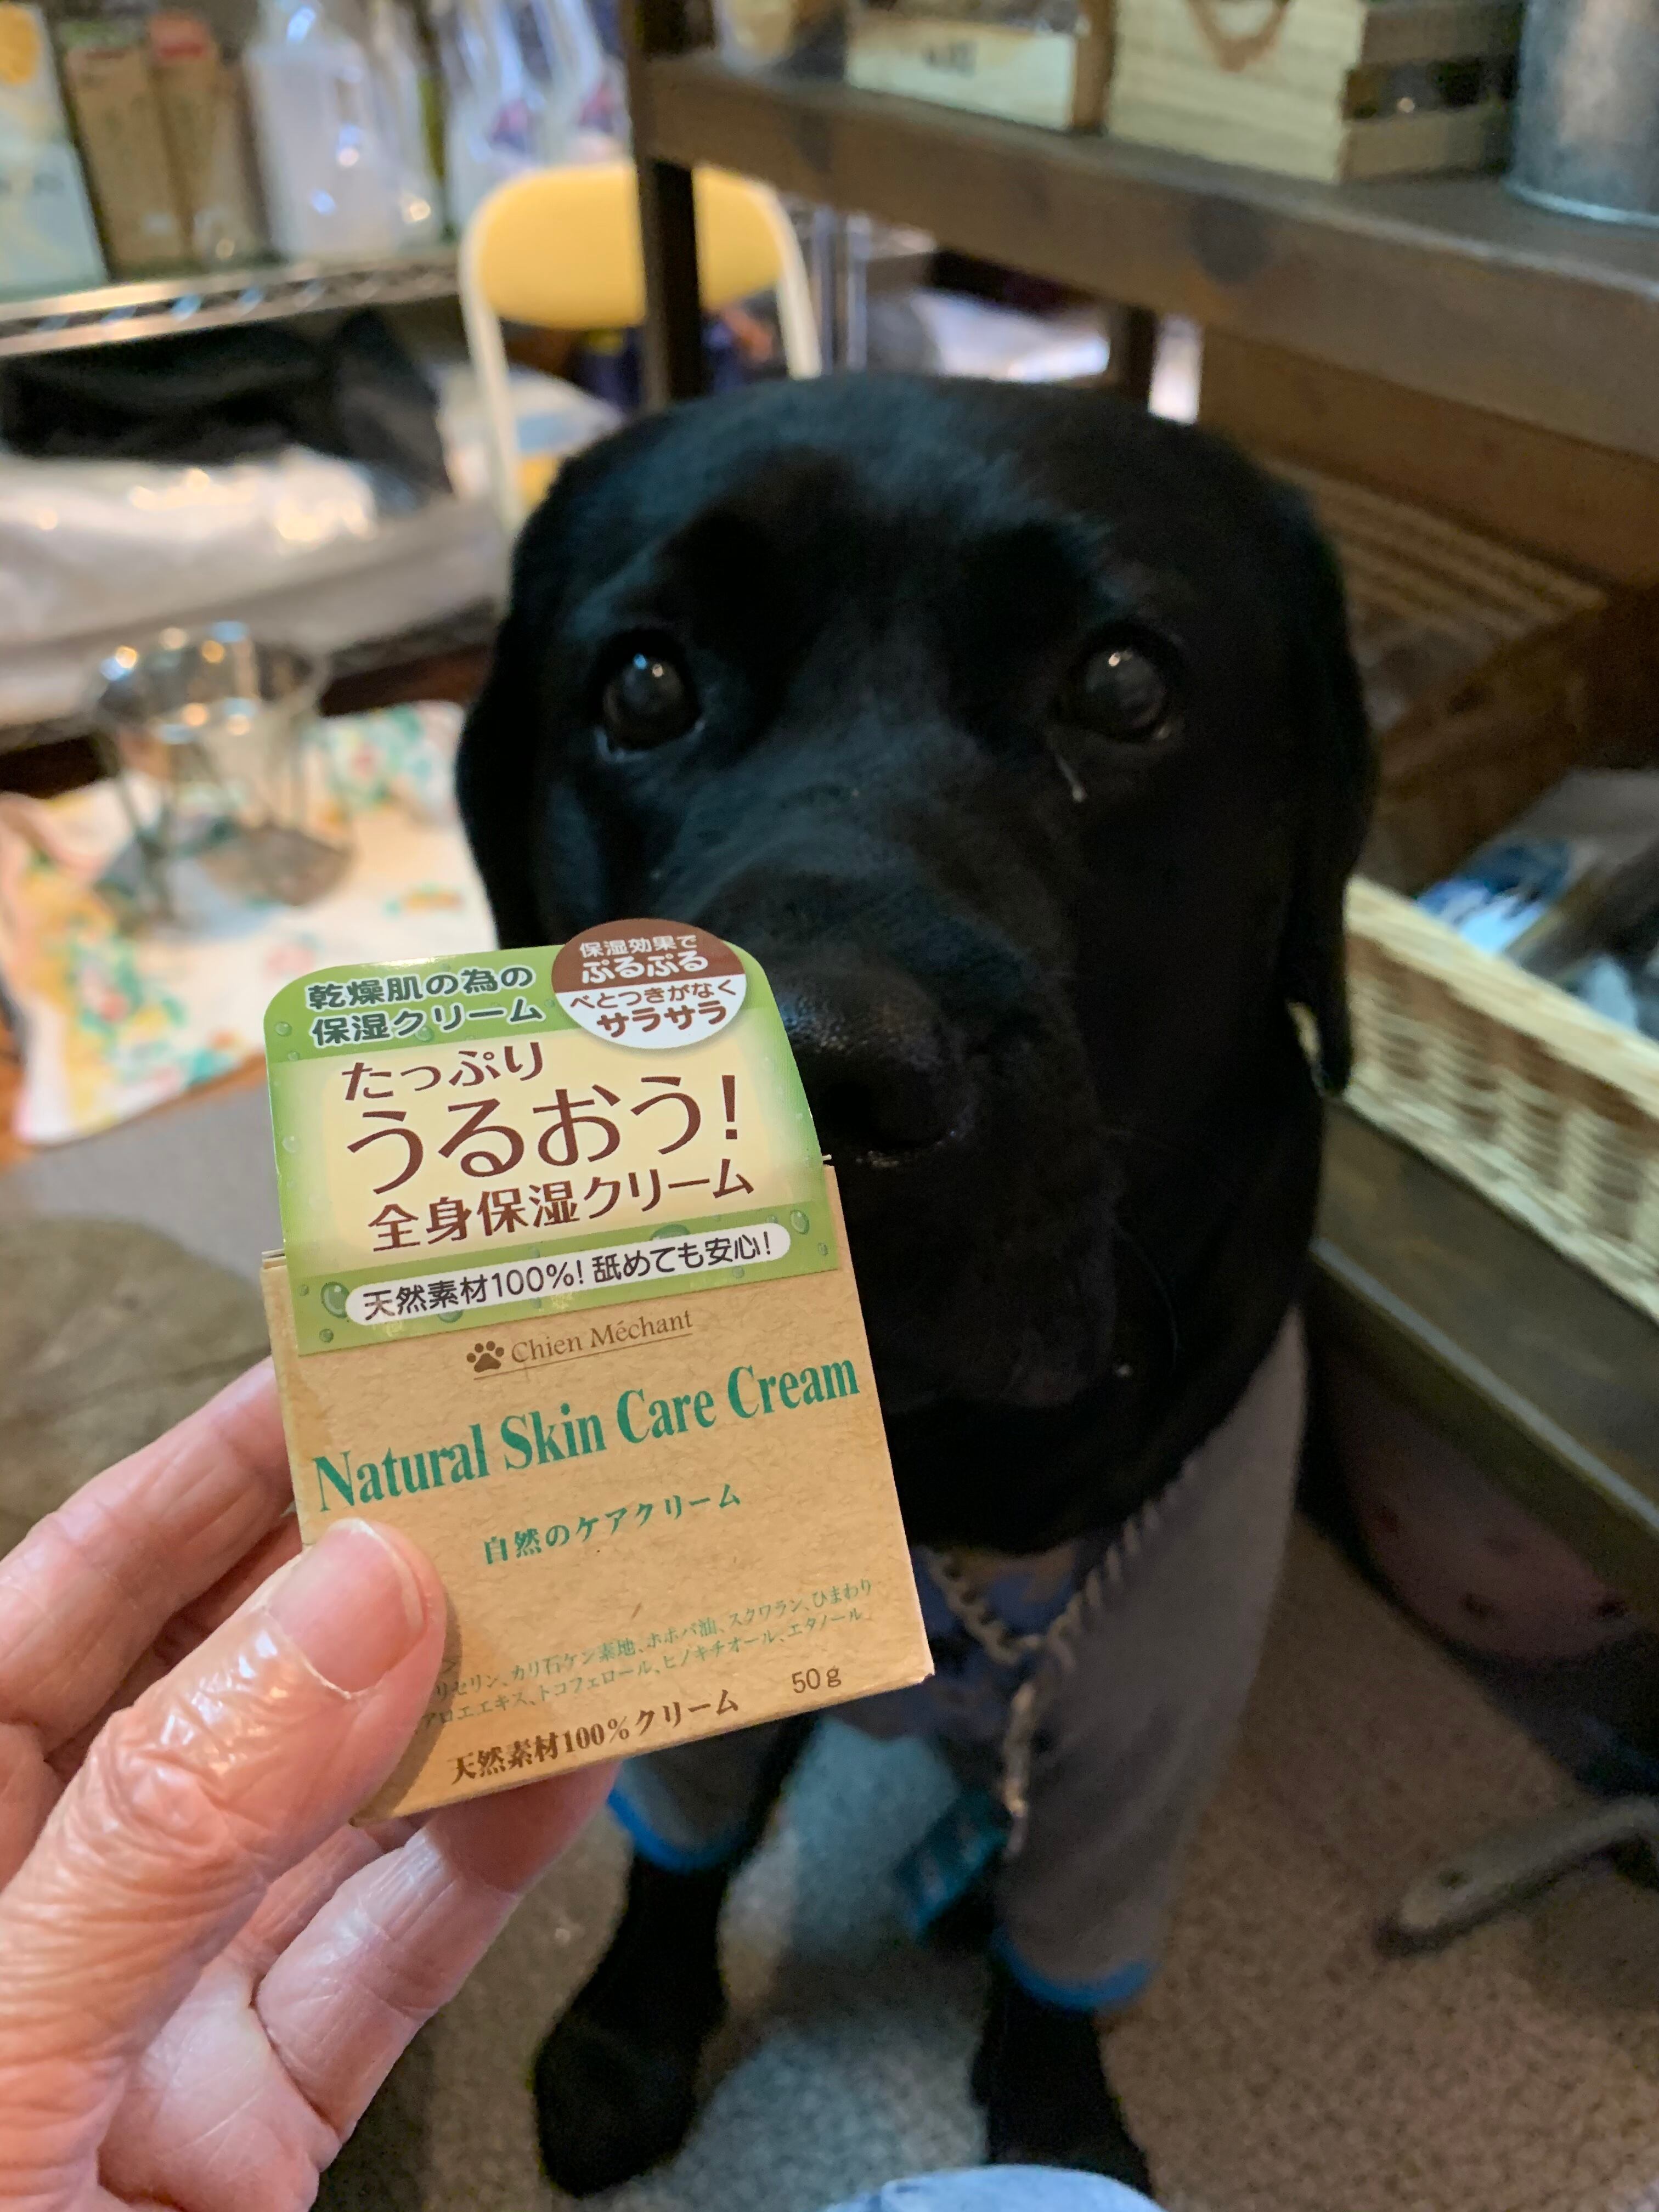 乾燥肌の為の
保湿クリーム
保湿効果で
ぷるぷる
べとつきがなく
サラサラ
たっぷり
うるおう!
全身保湿クリーム
天然素材100%!舐めても安心!
Chien Méchant
Natural Skin Care Cream
自然のケアクリーム
リセリン、カリ石ケン素地、ホホバ油、スクワラン、ひまわり
アロエエキス、トコフェロール、ヒノキチオール、エタノール
天然素材100%クリーム
50g